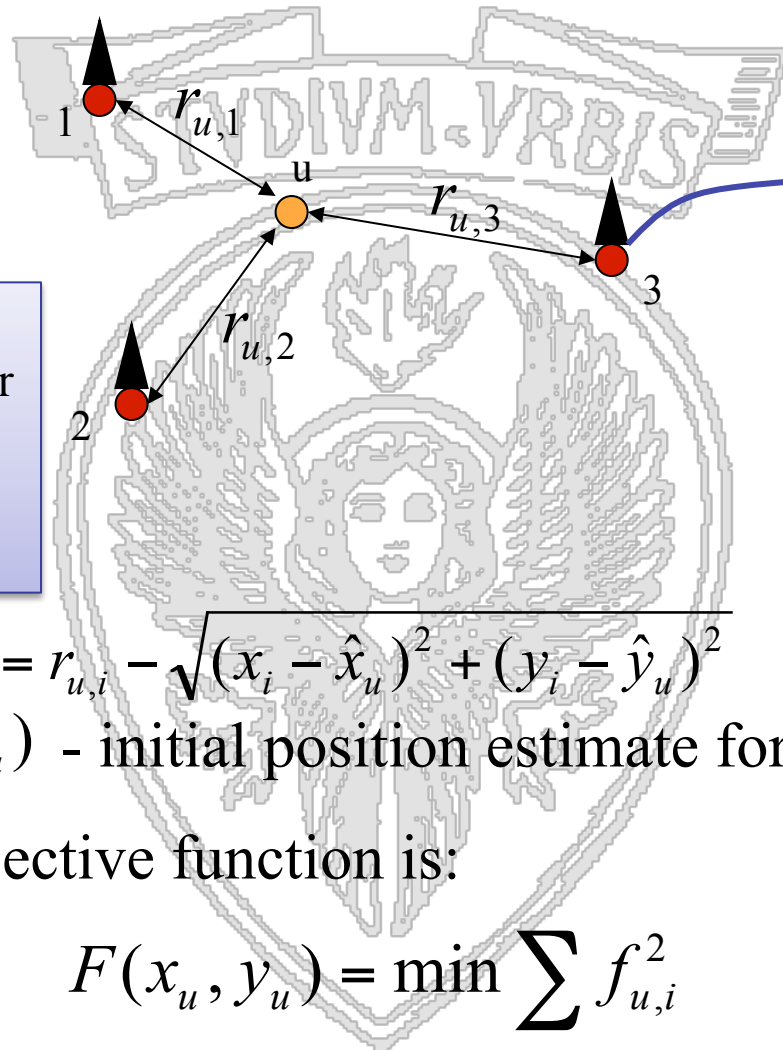 STVDIVM VRBIS
1
r_{u,1}
u
r_{u,3}
3
r_{u,2}
2
r
= r_{u,i} − √((x_i − x̂_u)² + (y_i − ŷ_u)²)
) - initial position estimate for
ective function is:
F(x_u, y_u) = min ∑ f²_{u,i}